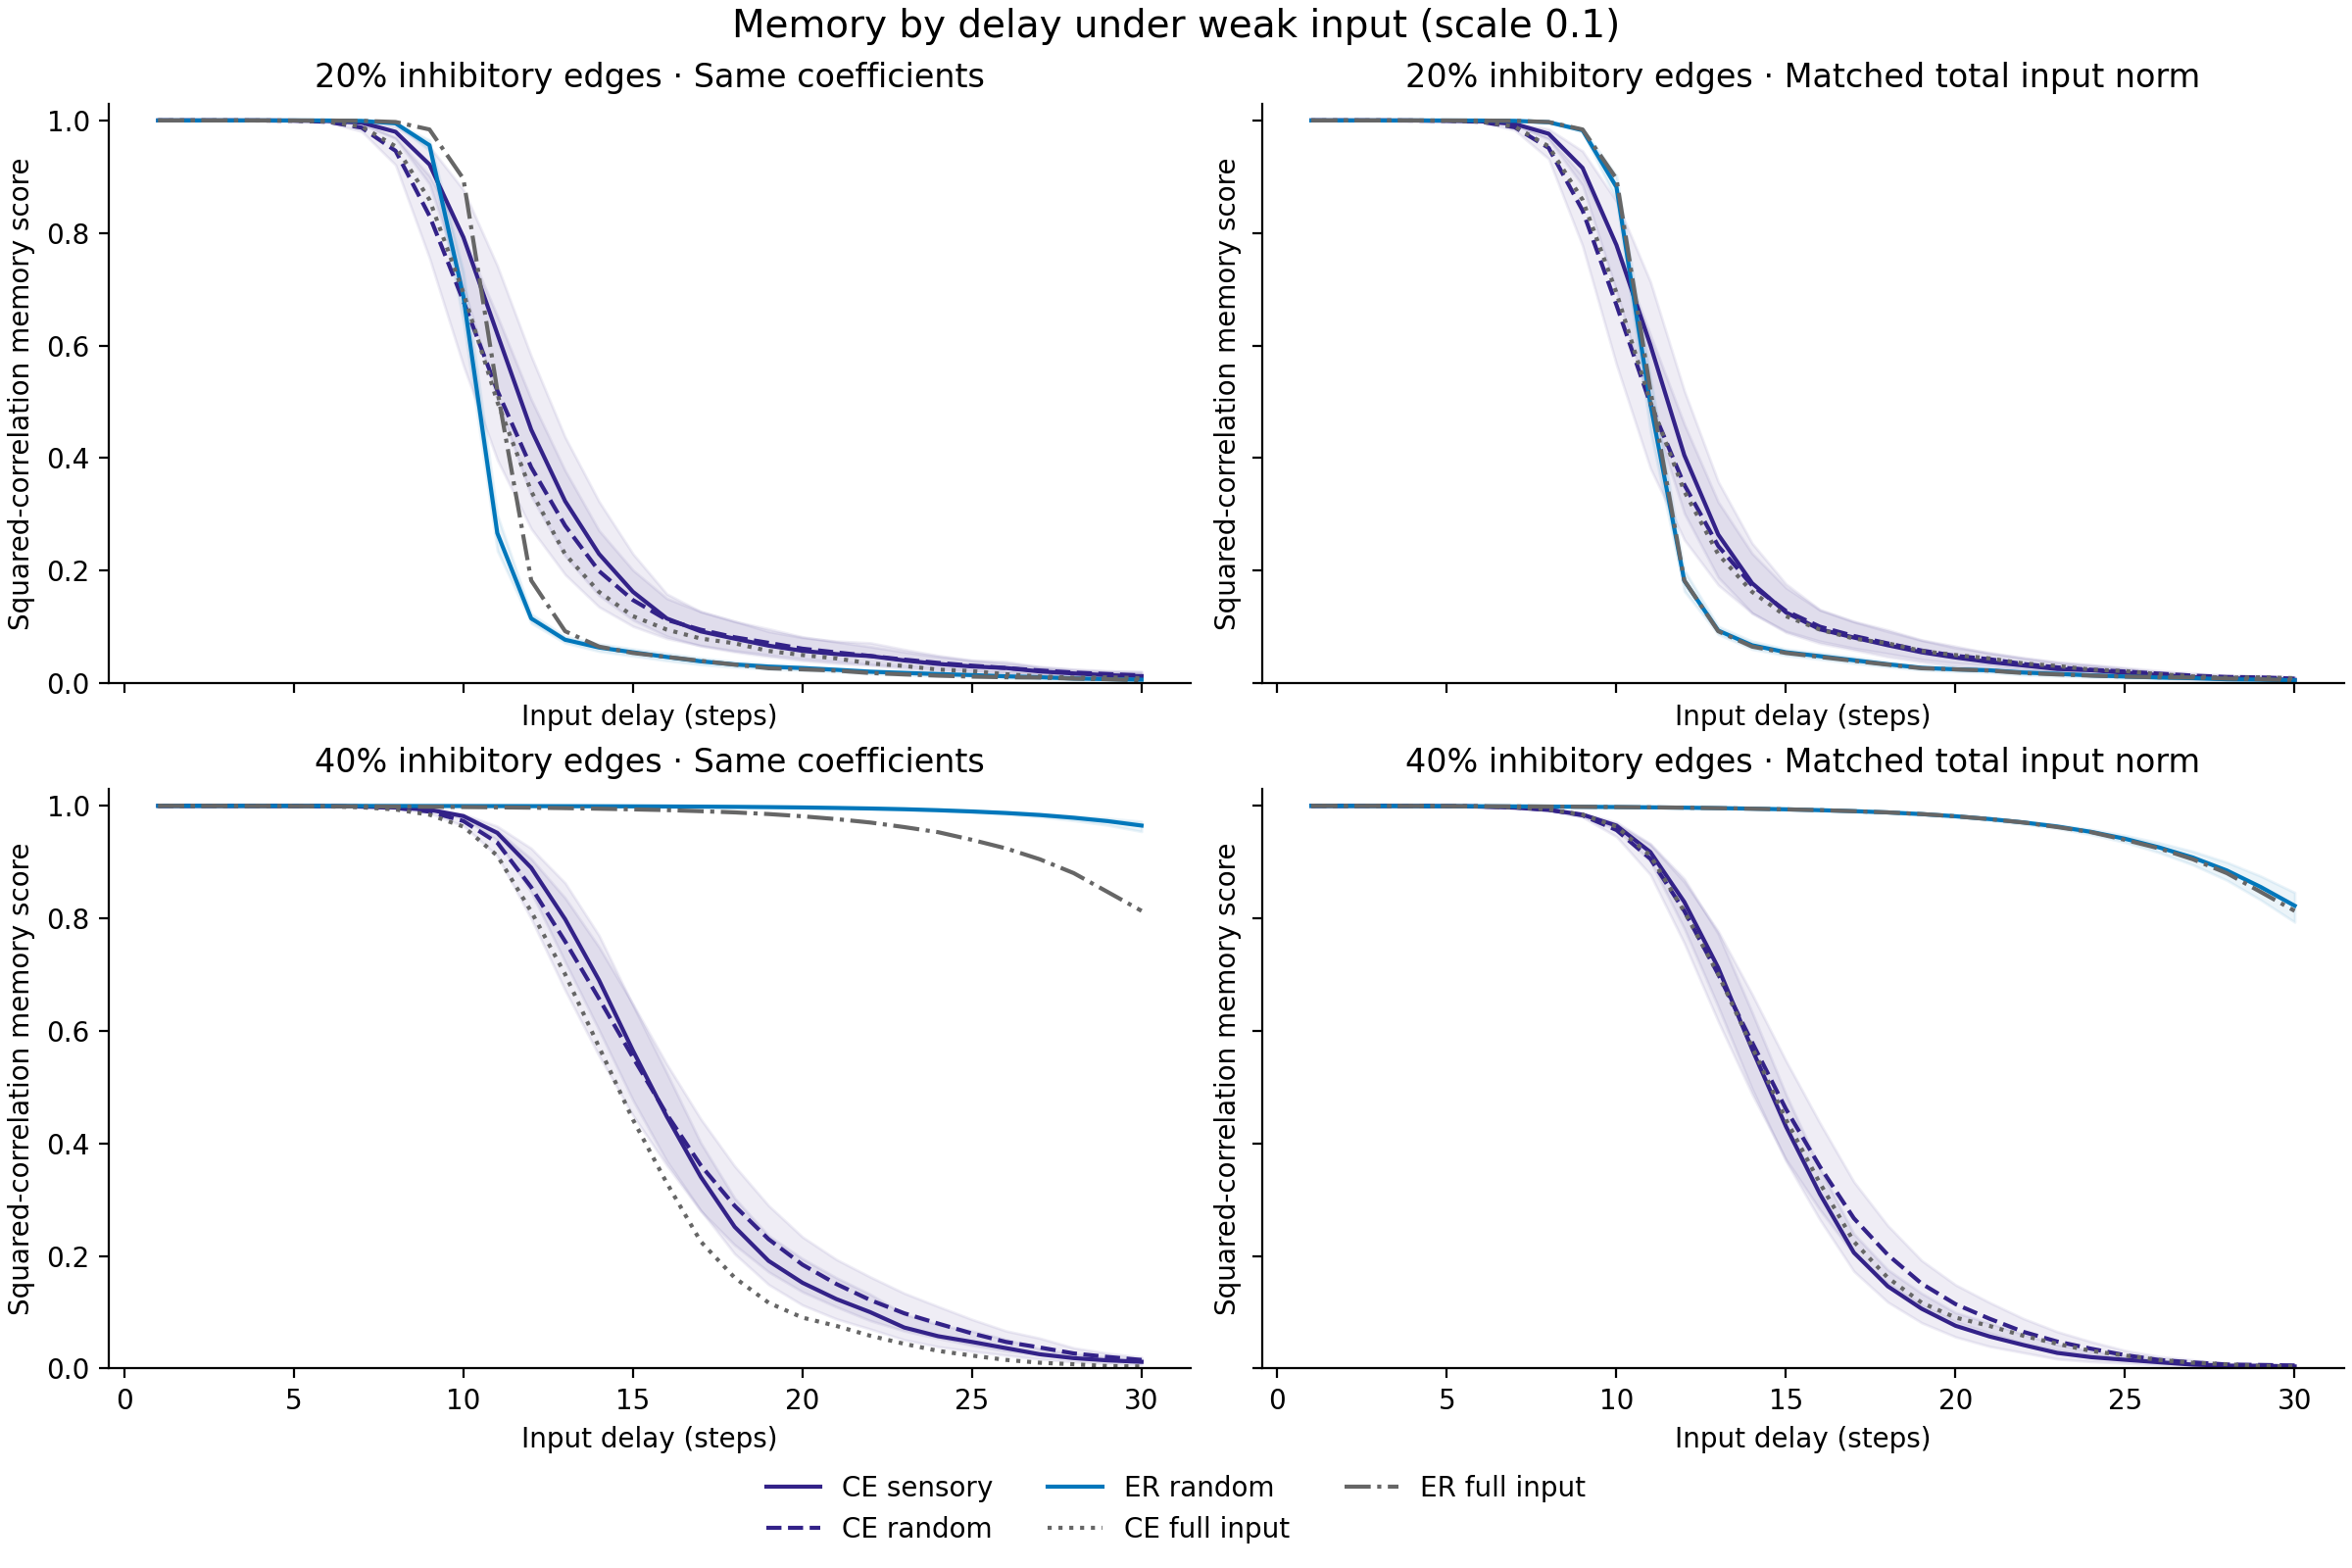 Memory by delay under weak input (scale 0.1)
20% inhibitory edges · Same coefficients
Squared-correlation memory score
1.0
0.8
0.6
0.4
0.2
0.0
Input delay (steps)
20% inhibitory edges · Matched total input norm
Squared-correlation memory score
Input delay (steps)
40% inhibitory edges · Same coefficients
Squared-correlation memory score
1.0
0.8
0.6
0.4
0.2
0.0
0 5 10 15 20 25 30
Input delay (steps)
40% inhibitory edges · Matched total input norm
Squared-correlation memory score
0 5 10 15 20 25 30
Input delay (steps)
CE sensory
CE random
ER random
CE full input
ER full input